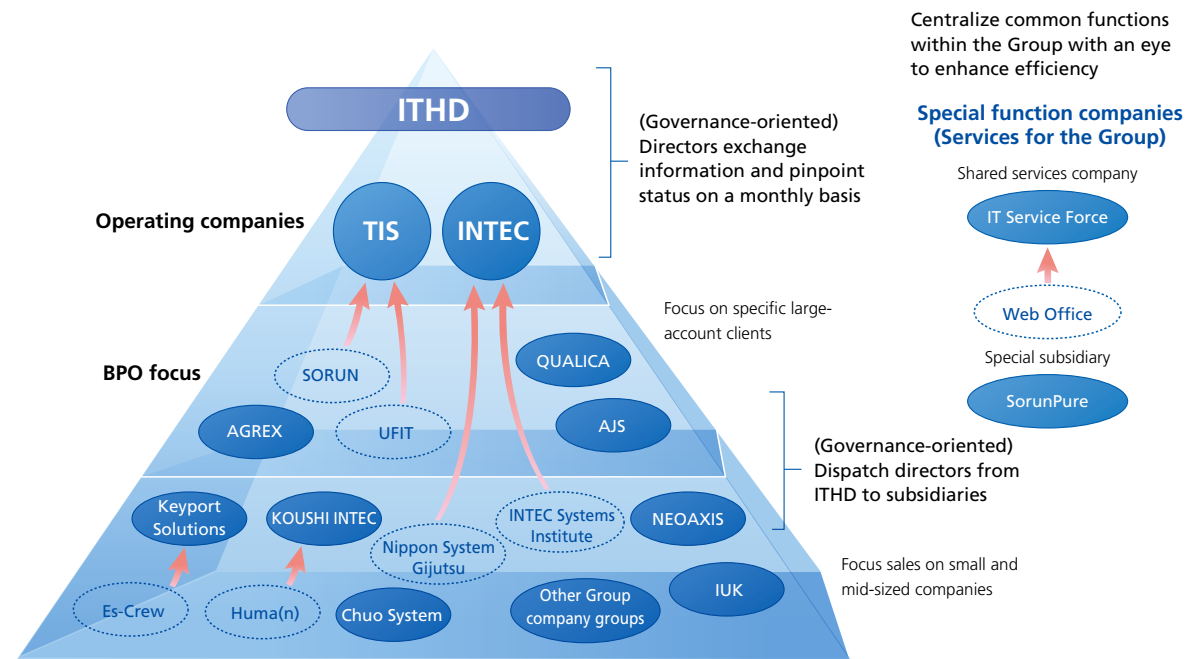 Centralize common functions
within the Group with an eye
to enhance efficiency
ITHD
Special function companies
(Services for the Group)
(Governance-oriented)
Directors exchange
information and pinpoint
status on a monthly basis
Shared services company
IT Service Force
Operating companies
TIS
INTEC
Web Office
Focus on specific large-
account clients
Special subsidiary
SorunPure
BPO focus
SORUN
QUALICA
AGREX
UFIT
AJS
(Governance-oriented)
Dispatch directors from
ITHD to subsidiaries
Keyport
Solutions
KOUSHI INTEC
Nippon System
Gijutsu
INTEC Systems
Institute
NEOAXIS
Focus sales on small and
mid-sized companies
Es-Crew
Huma(n)
Chuo System
Other Group
company groups
IUK